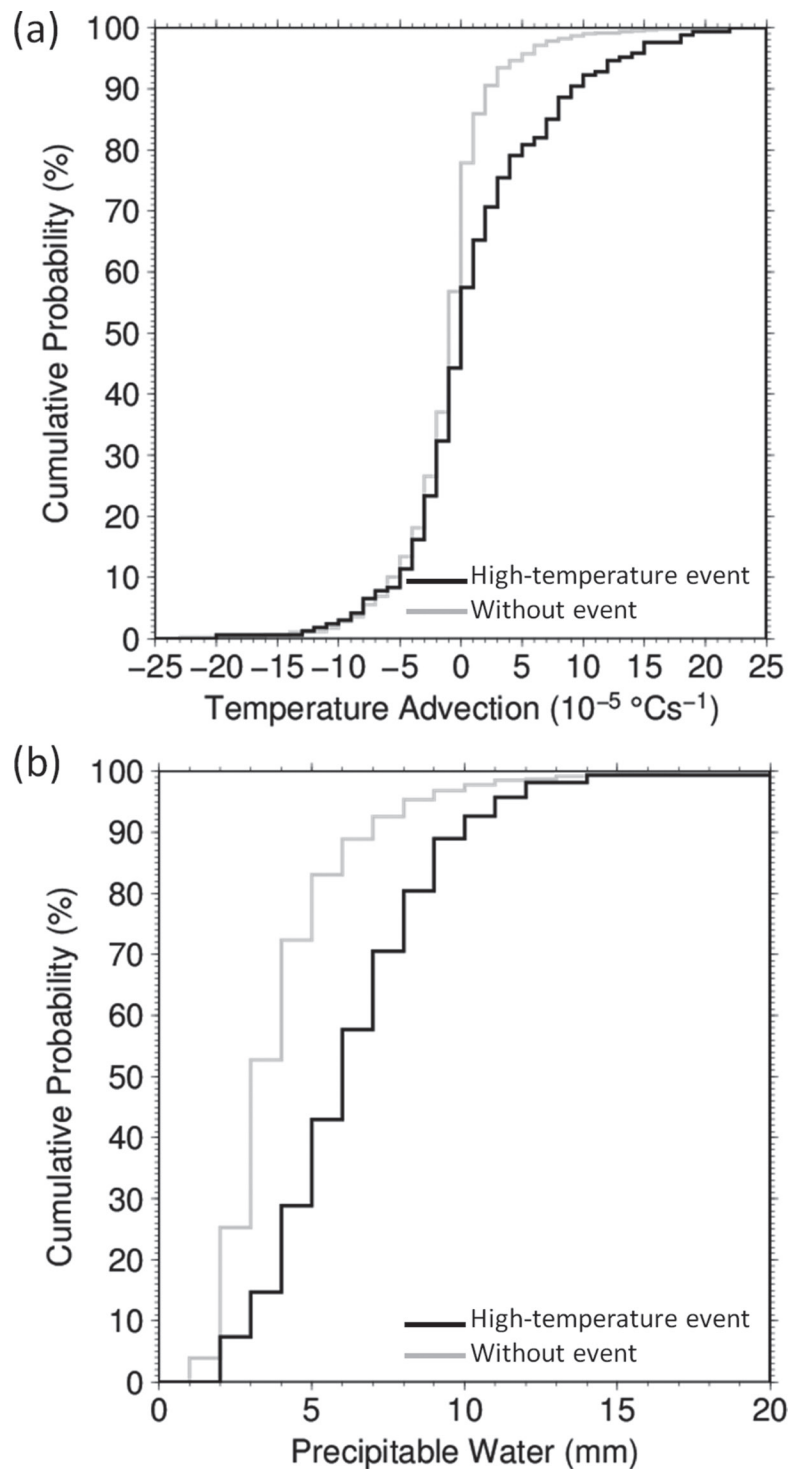 (a)
100
90
80
70
60
50
40
30
20
10
0
Cumulative Probability (%)
High-temperature event
Without event
−25 −20 −15 −10 −5 0 5 10 15 20 25
Temperature Advection (10⁻⁵ °Cs⁻¹)
(b)
100
90
80
70
60
50
40
30
20
10
0
Cumulative Probability (%)
High-temperature event
Without event
0 5 10 15 20
Precipitable Water (mm)